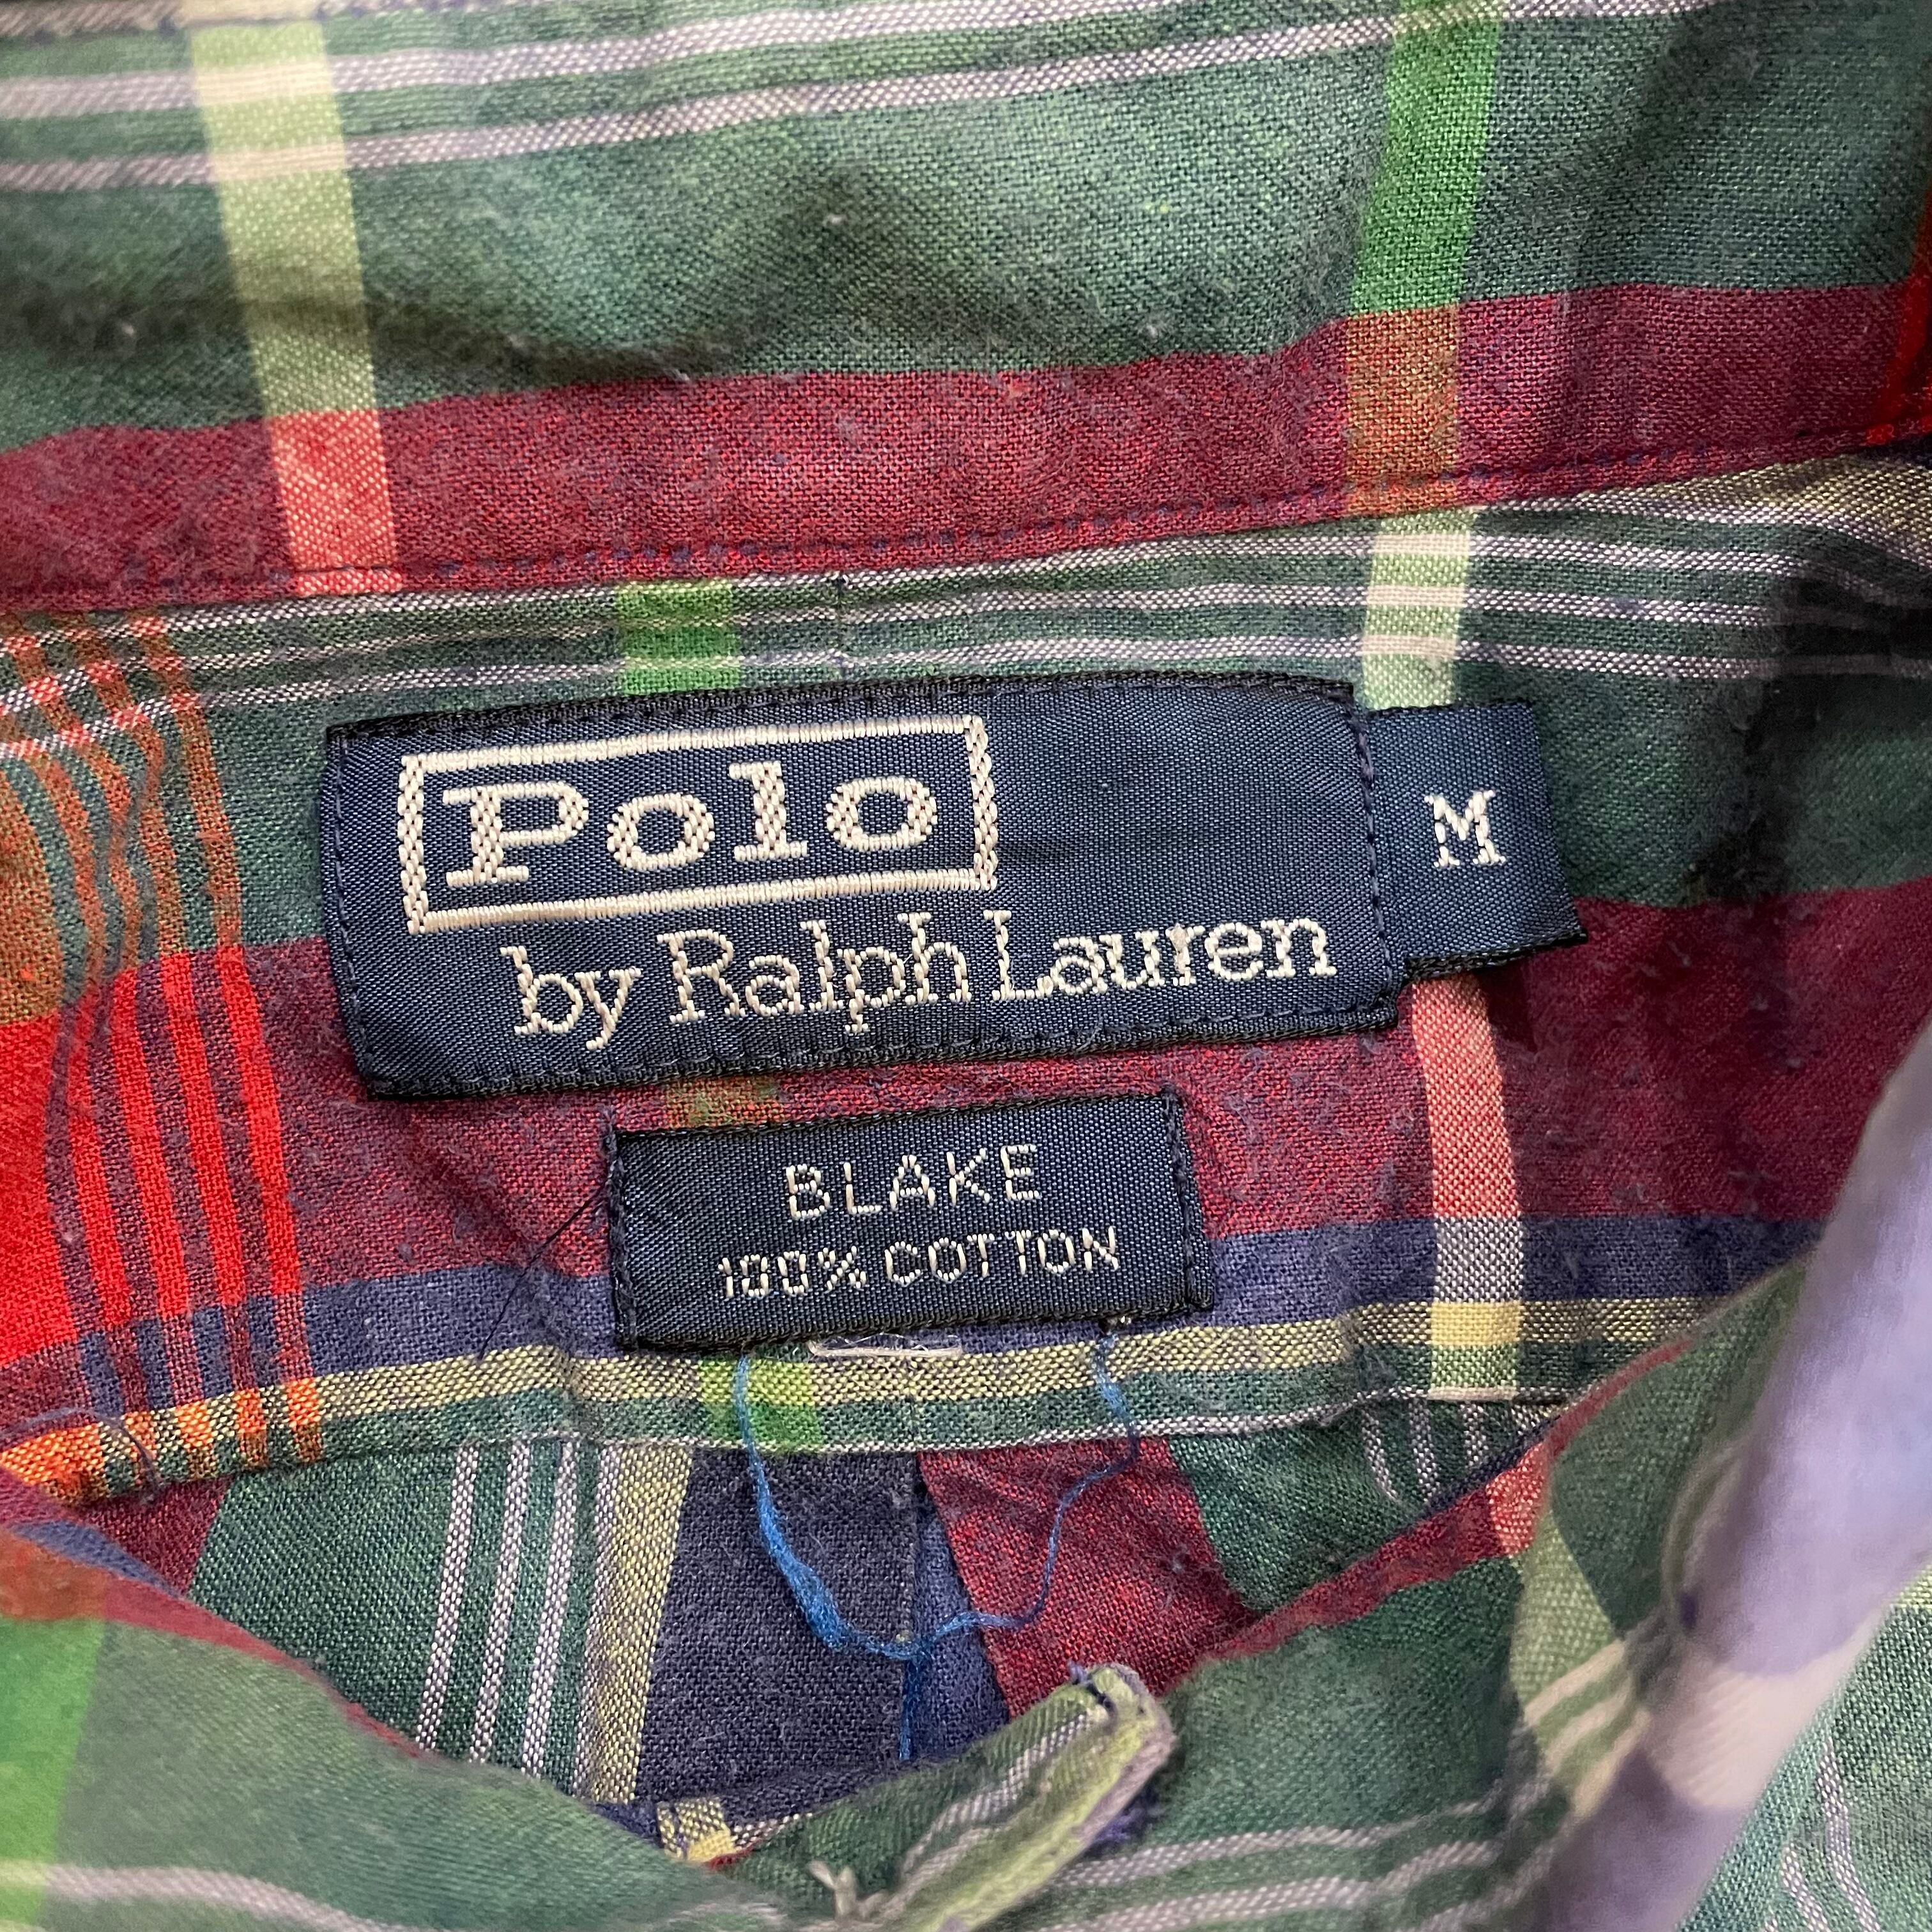 Polo
by Ralph Lauren
M
BLAKE
100% COTTON